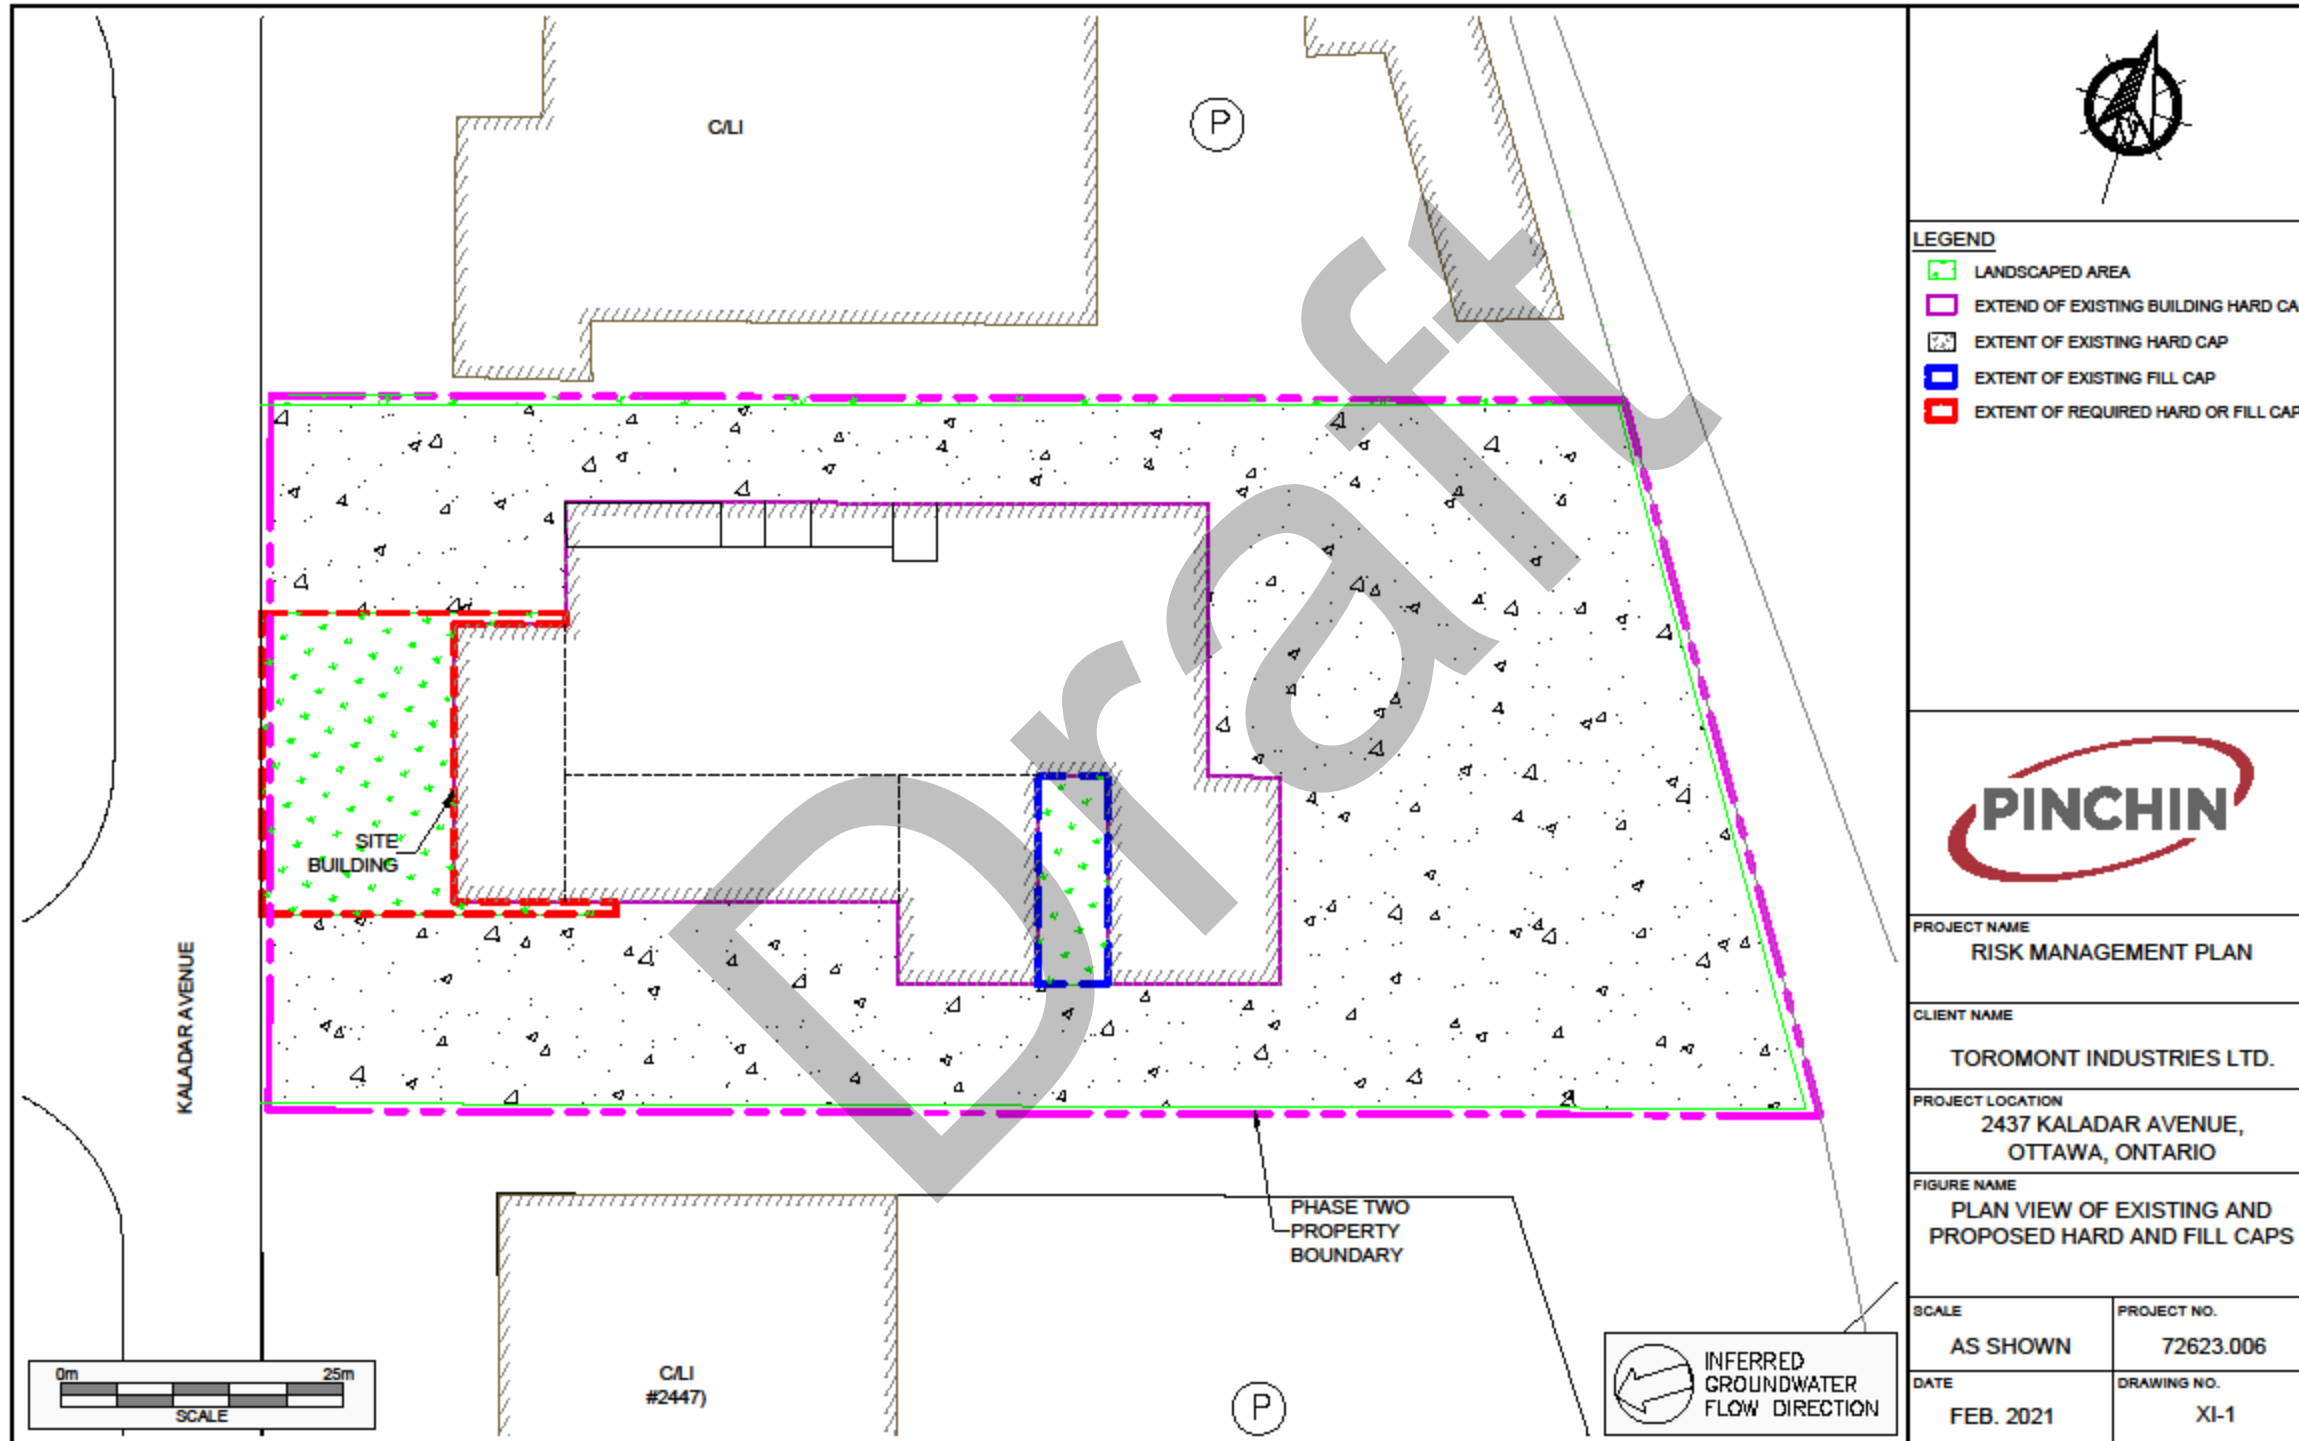 C/LI
P
LEGEND
LANDSCAPED AREA
EXTEND OF EXISTING BUILDING HARD CA
EXTENT OF EXISTING HARD CAP
EXTENT OF EXISTING FILL CAP
EXTENT OF REQUIRED HARD OR FILL CAP
Draft
SITE
BUILDING
KALADAR AVENUE
PHASE TWO
PROPERTY
BOUNDARY
C/LI
#2447)
P
0m 25m
SCALE
INFERRED
GROUNDWATER
FLOW DIRECTION
PINCHIN
PROJECT NAME
RISK MANAGEMENT PLAN
CLIENT NAME
TOROMONT INDUSTRIES LTD.
PROJECT LOCATION
2437 KALADAR AVENUE,
OTTAWA, ONTARIO
FIGURE NAME
PLAN VIEW OF EXISTING AND
PROPOSED HARD AND FILL CAPS
SCALE
AS SHOWN
PROJECT NO.
72623.006
DATE
FEB. 2021
DRAWING NO.
XI-1